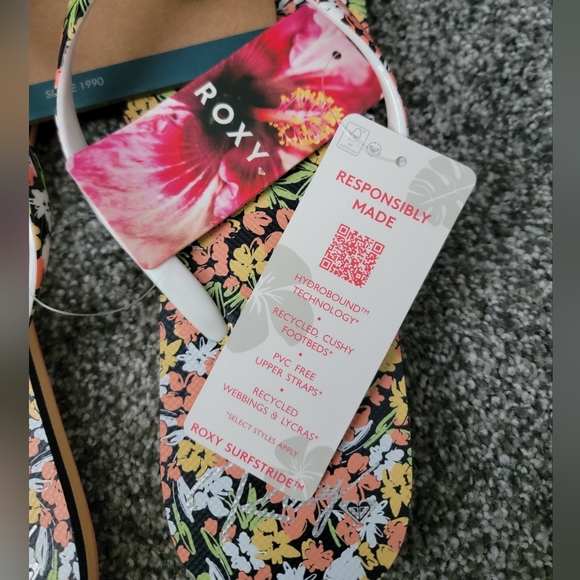 SINCE 1990
ROXY
RESPONSIBLY
MADE
HYDROBOUND™
TECHNOLOGY*
•
RECYCLED, CUSHY
FOOTBEDS*
•
PVC FREE
UPPER STRAPS*
•
RECYCLED
WEBBINGS & LYCRAS*
*SELECT STYLES APPLY
ROXY SURFSTRIDE™